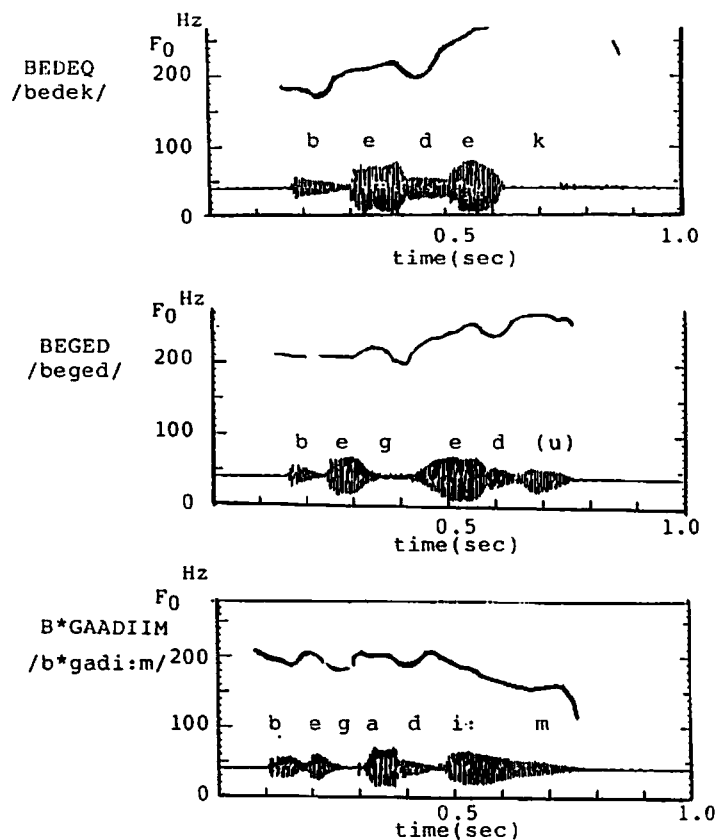 Hz
F0
BEDEQ
/bedek/
200
100
0
b e d e k
0.5 1.0
time(sec)
Hz
F0
BEGED
/beged/
200
100
0
b e g e d (u)
0.5 1.0
time(sec)
Hz
F0
B*GAADIIM
/b*gadi:m/
200
100
0
b e g a d i: m
0.5 1.0
time(sec)